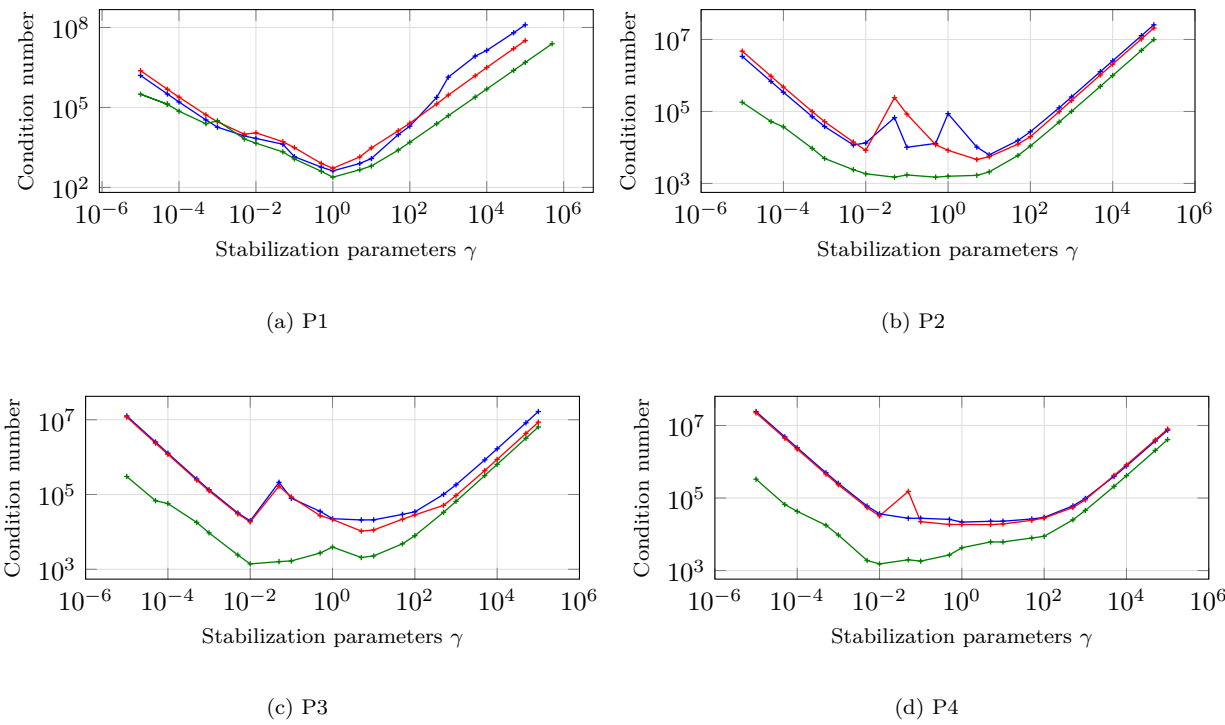 Condition number
10^8
10^5
10^2
10^−6 10^−4 10^−2 10^0 10^2 10^4 10^6
Stabilization parameters γ
(a) P1
Condition number
10^7
10^5
10^3
10^−6 10^−4 10^−2 10^0 10^2 10^4 10^6
Stabilization parameters γ
(b) P2
Condition number
10^7
10^5
10^3
10^−6 10^−4 10^−2 10^0 10^2 10^4 10^6
Stabilization parameters γ
(c) P3
Condition number
10^7
10^5
10^3
10^−6 10^−4 10^−2 10^0 10^2 10^4 10^6
Stabilization parameters γ
(d) P4